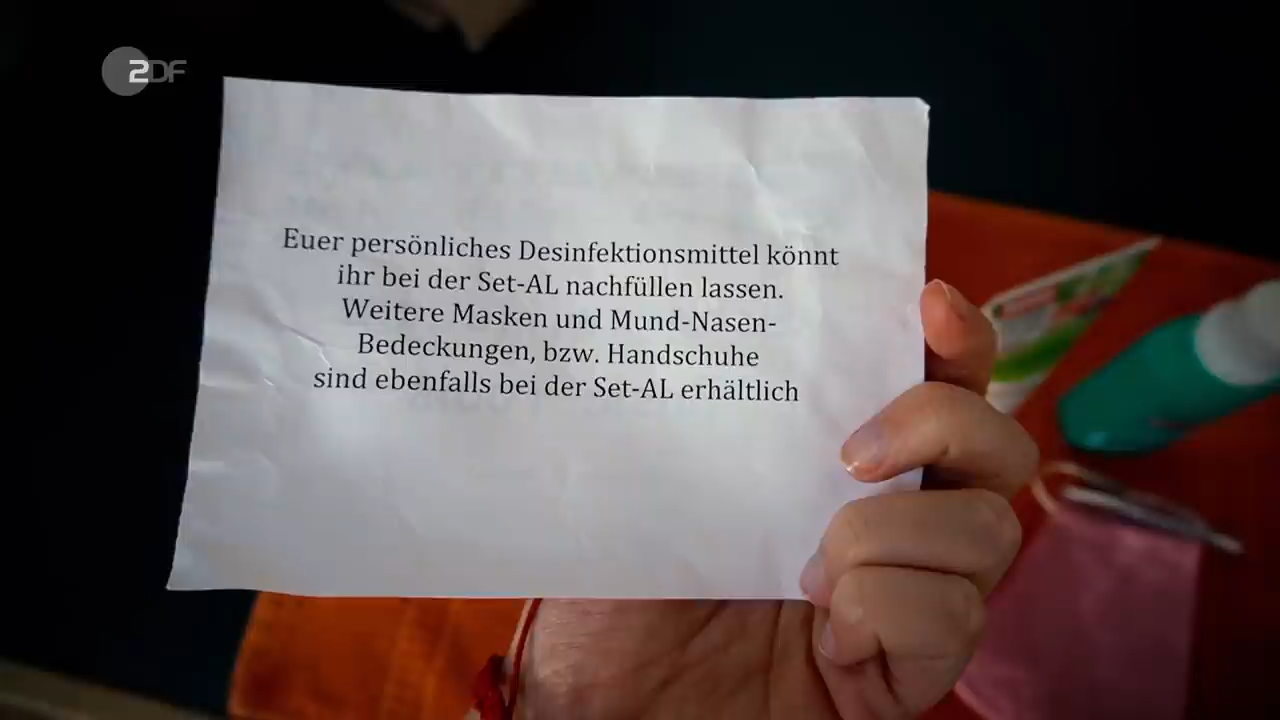 2DF
Euer persönliches Desinfektionsmittel könnt
ihr bei der Set-AL nachfüllen lassen.
Weitere Masken und Mund-Nasen-
Bedeckungen, bzw. Handschuhe
sind ebenfalls bei der Set-AL erhältlich